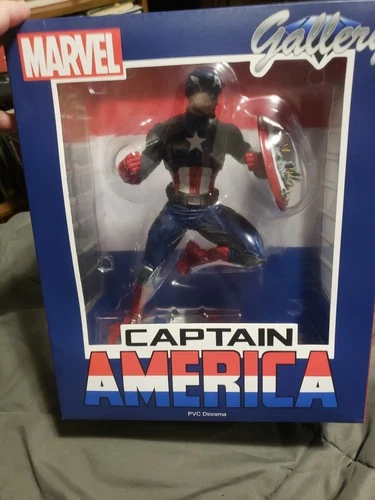 MARVEL
Gallery
CAPTAIN
AMERICA
PVC Diorama